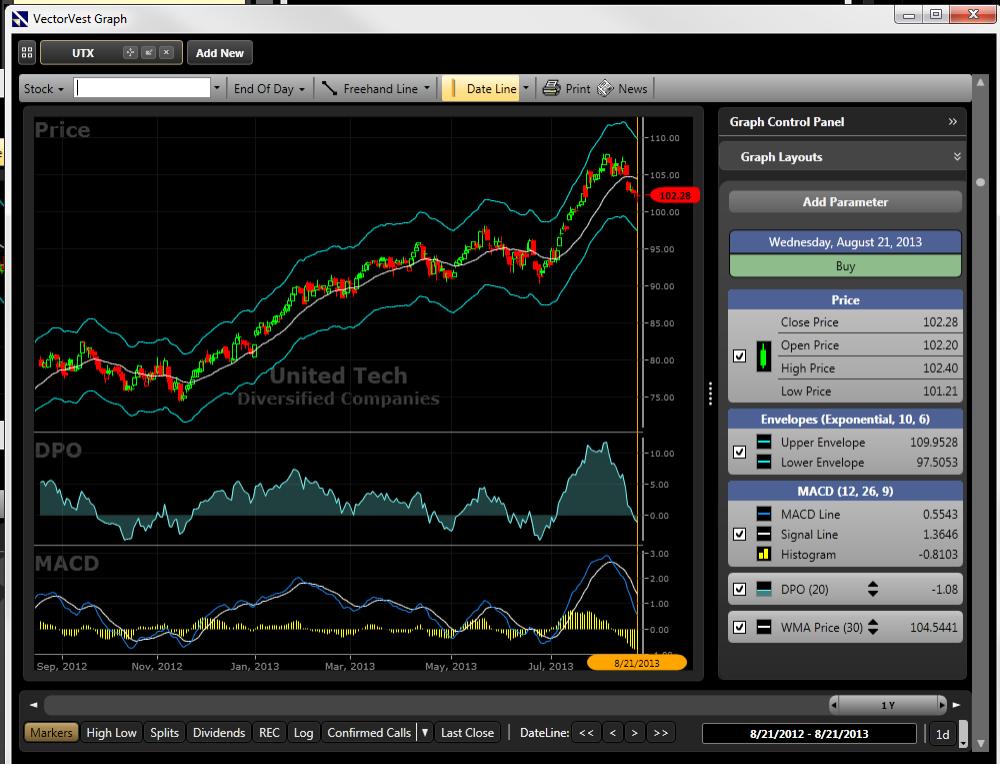 VectorVest Graph
UTX
Add New
Stock
End Of Day
Freehand Line
Date Line
Print
News
Price
110.00
105.00
102.28
100.00
95.00
90.00
85.00
80.00
75.00
United Tech
Diversified Companies
DPO
10.00
5.00
0.00
MACD
3.00
2.00
1.00
0.00
-1.00
Sep, 2012
Nov, 2012
Jan, 2013
Mar, 2013
May, 2013
Jul, 2013
8/21/2013
Graph Control Panel
Graph Layouts
Add Parameter
Wednesday, August 21, 2013
Buy
Price
Close Price 102.28
Open Price 102.20
High Price 102.40
Low Price 101.21
Envelopes (Exponential, 10, 6)
Upper Envelope 109.9528
Lower Envelope 97.5053
MACD (12, 26, 9)
MACD Line 0.5543
Signal Line 1.3646
Histogram -0.8103
DPO (20) -1.08
WMA Price (30) 104.5441
1 Y
Markers
High Low
Splits
Dividends
REC
Log
Confirmed Calls
Last Close
DateLine: << < > >>
8/21/2012 - 8/21/2013
1d